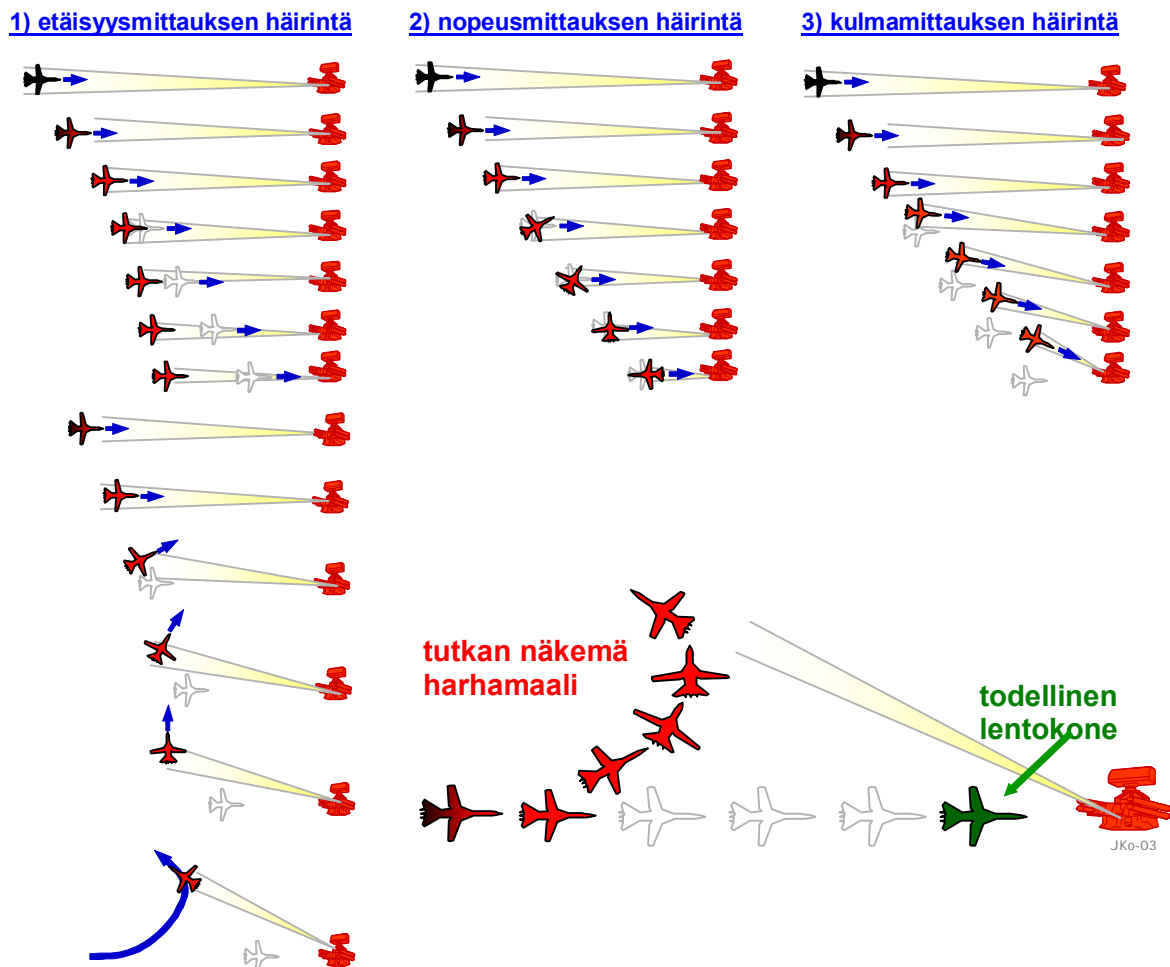 1) etäisyysmittauksen häirintä
2) nopeusmittauksen häirintä
3) kulmamittauksen häirintä
tutkan näkemä
harhamaali
todellinen
lentokone
JKo-03